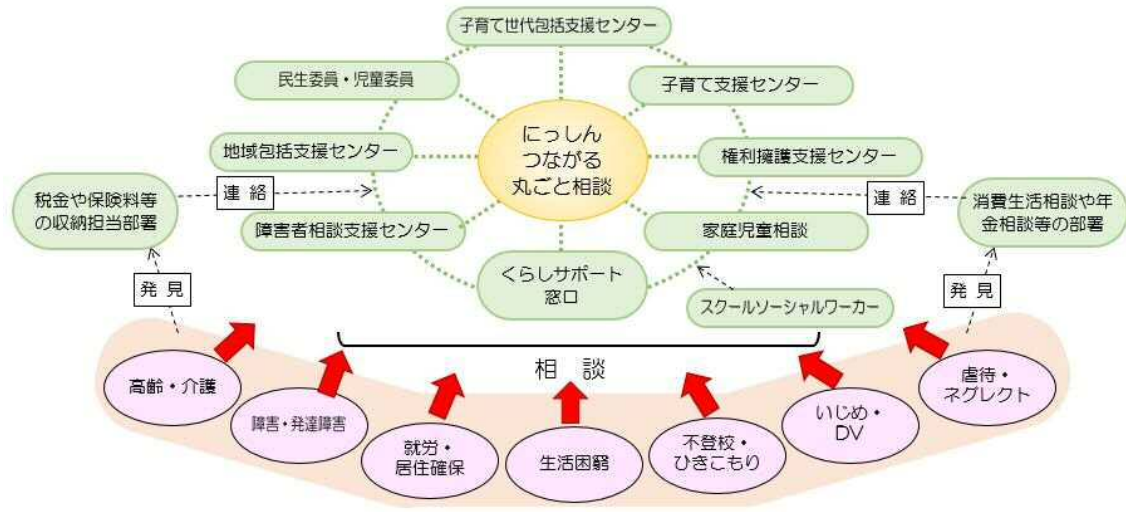 子育て世代包括支援センター
民生委員・児童委員
子育て支援センター
にっしん
つながる
丸ごと相談
地域包括支援センター
権利擁護支援センター
税金や保険料等
の収納担当部署
連 絡
連 絡
消費生活相談や年
金相談等の部署
障害者相談支援センター
家庭児童相談
くらしサポート
窓口
発 見
発 見
スクールソーシャルワーカー
相 談
高齢・介護
障害・発達障害
就労・
居住確保
生活困窮
不登校・
ひきこもり
いじめ・
DV
虐待・
ネグレクト